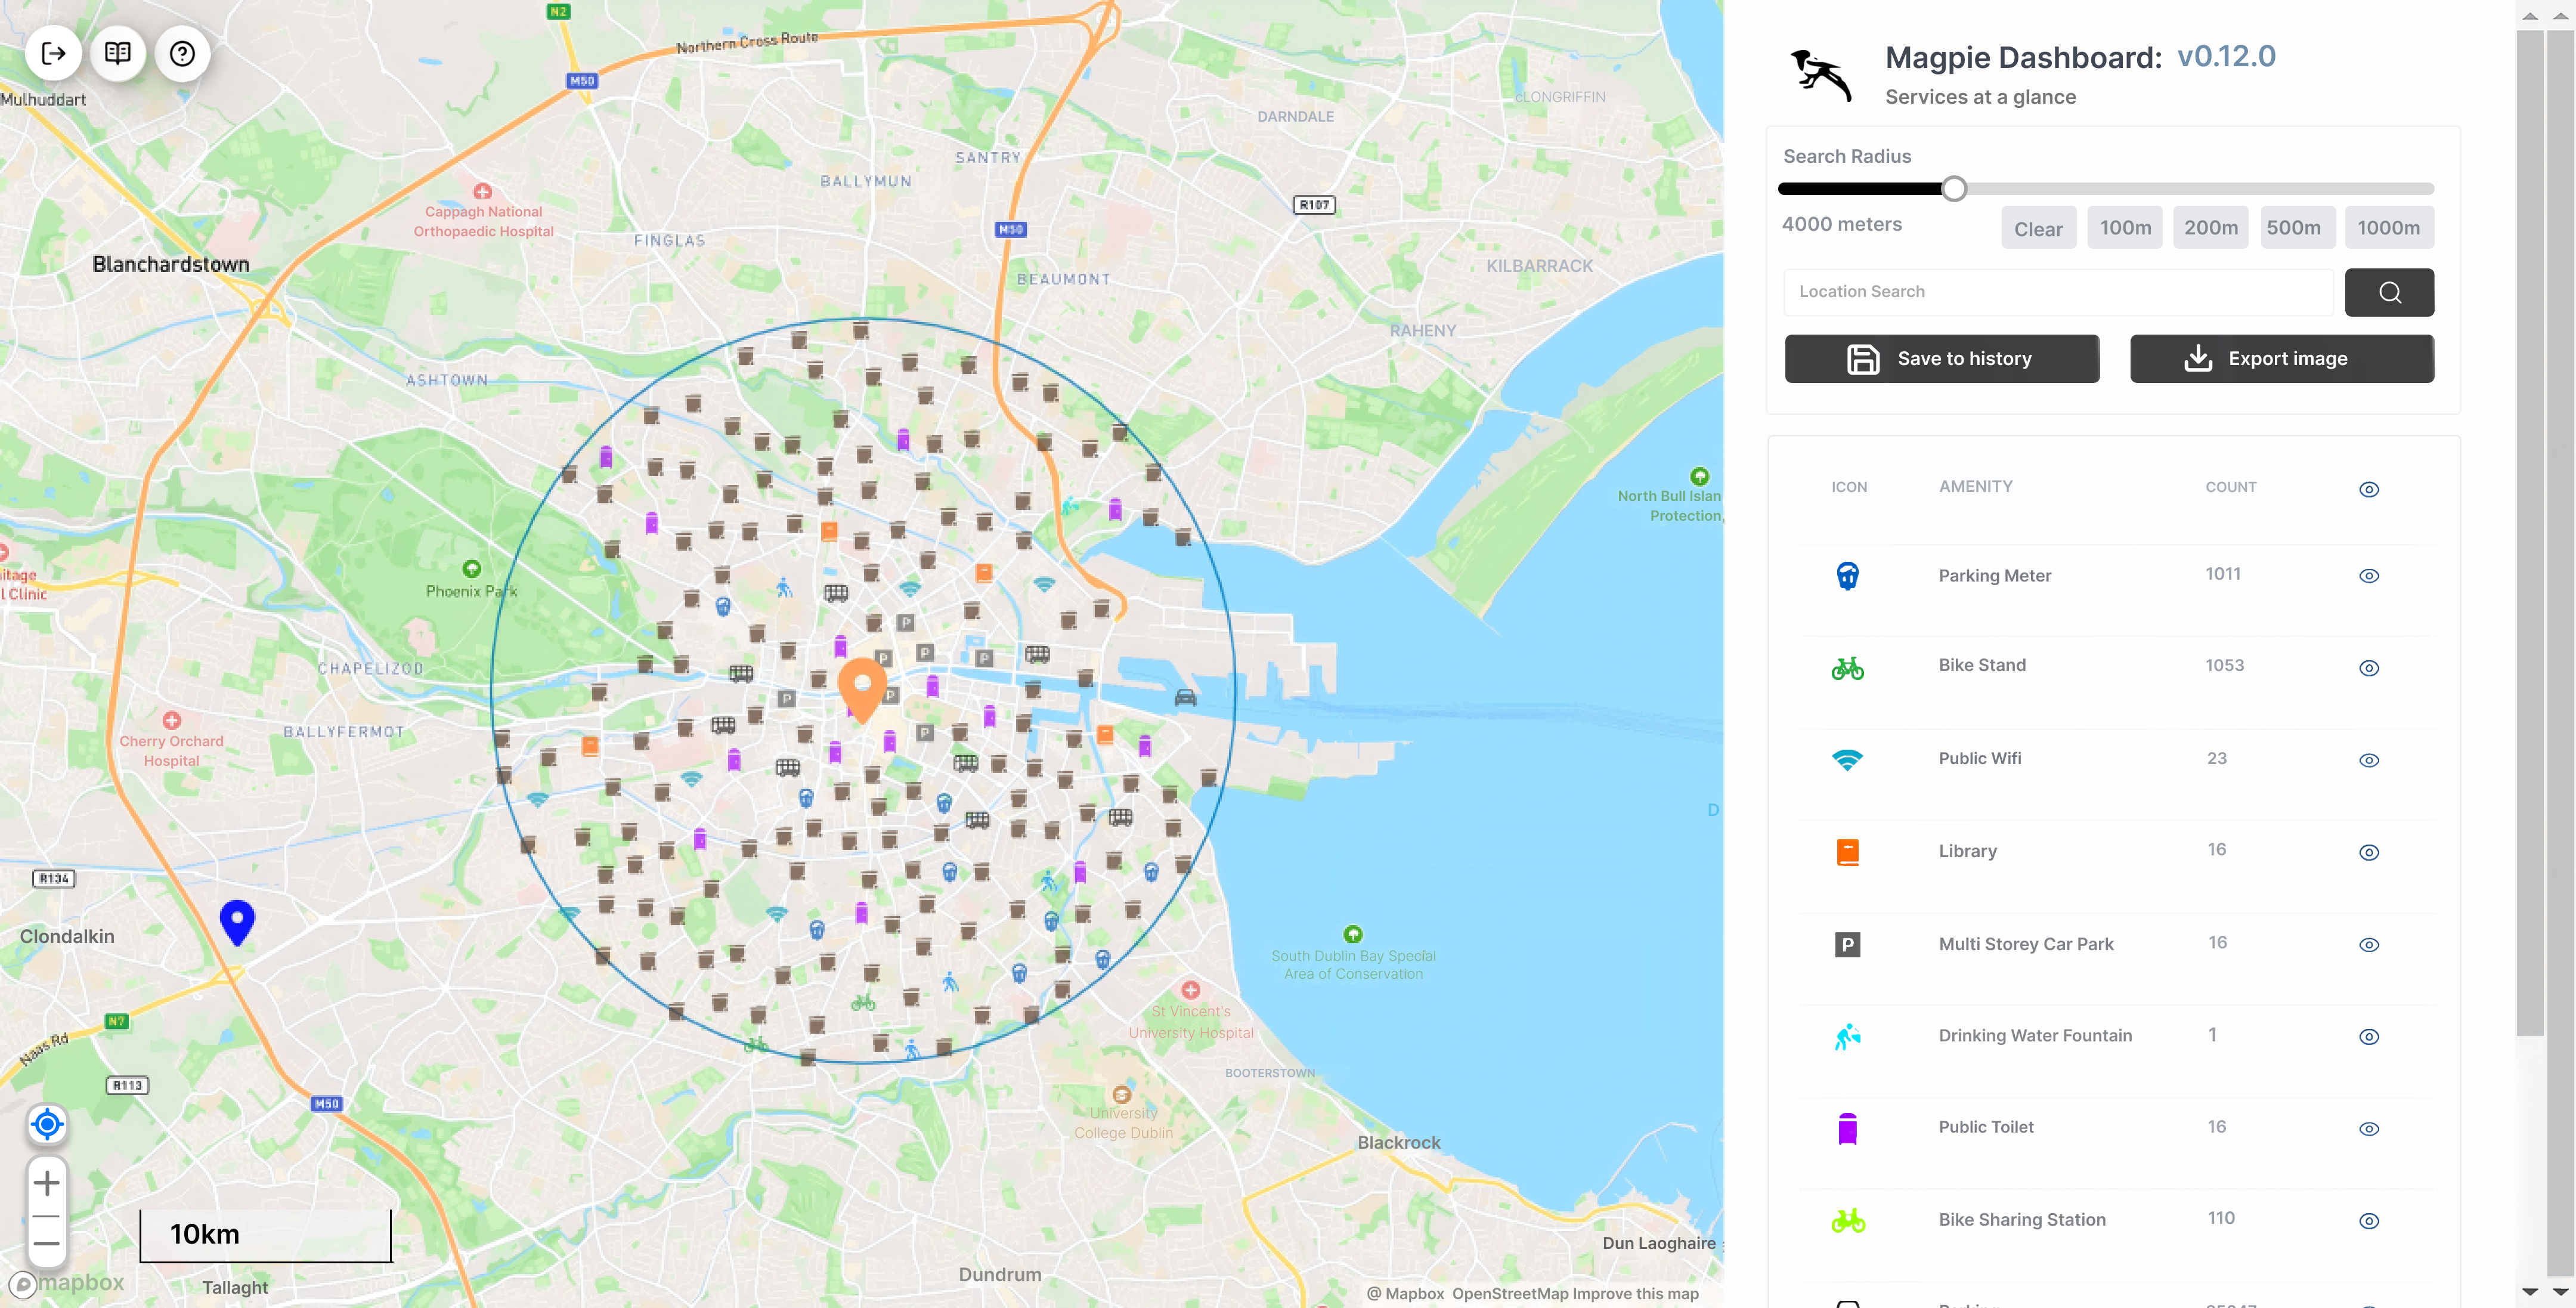 N2
Northern Cross Route
M50
Mulhuddart
DARNDALE
cLONGRIFFIN
SANTRY
BALLYMUN
Cappagh National
Orthopaedic Hospital
R107
M50
FINGLAS
Blanchardstown
BEAUMONT
KILBARRACK
RAHENY
ASHTOWN
North Bull Islan
Protection,
itage
l Clinic
Phoenix Park
CHAPELIZOD
BALLYFERMOT
Cherry Orchard
Hospital
P
P
P
P
P
P
P
D
R134
Clondalkin
South Dublin Bay Special
Area of Conservation
St Vincent's
University Hospital
N7
Naas Rd
R113
M50
BOOTERSTOWN
University
College Dublin
Blackrock
10km
Dun Laoghaire
Dundrum
mapbox
Tallaght
@ Mapbox OpenStreetMap Improve this map
Magpie Dashboard: v0.12.0
Services at a glance
Search Radius
4000 meters
Clear
100m
200m
500m
1000m
Location Search
Save to history
Export image
ICON AMENITY COUNT
Parking Meter 1011
Bike Stand 1053
Public Wifi 23
Library 16
P Multi Storey Car Park 16
Drinking Water Fountain 1
Public Toilet 16
Bike Sharing Station 110